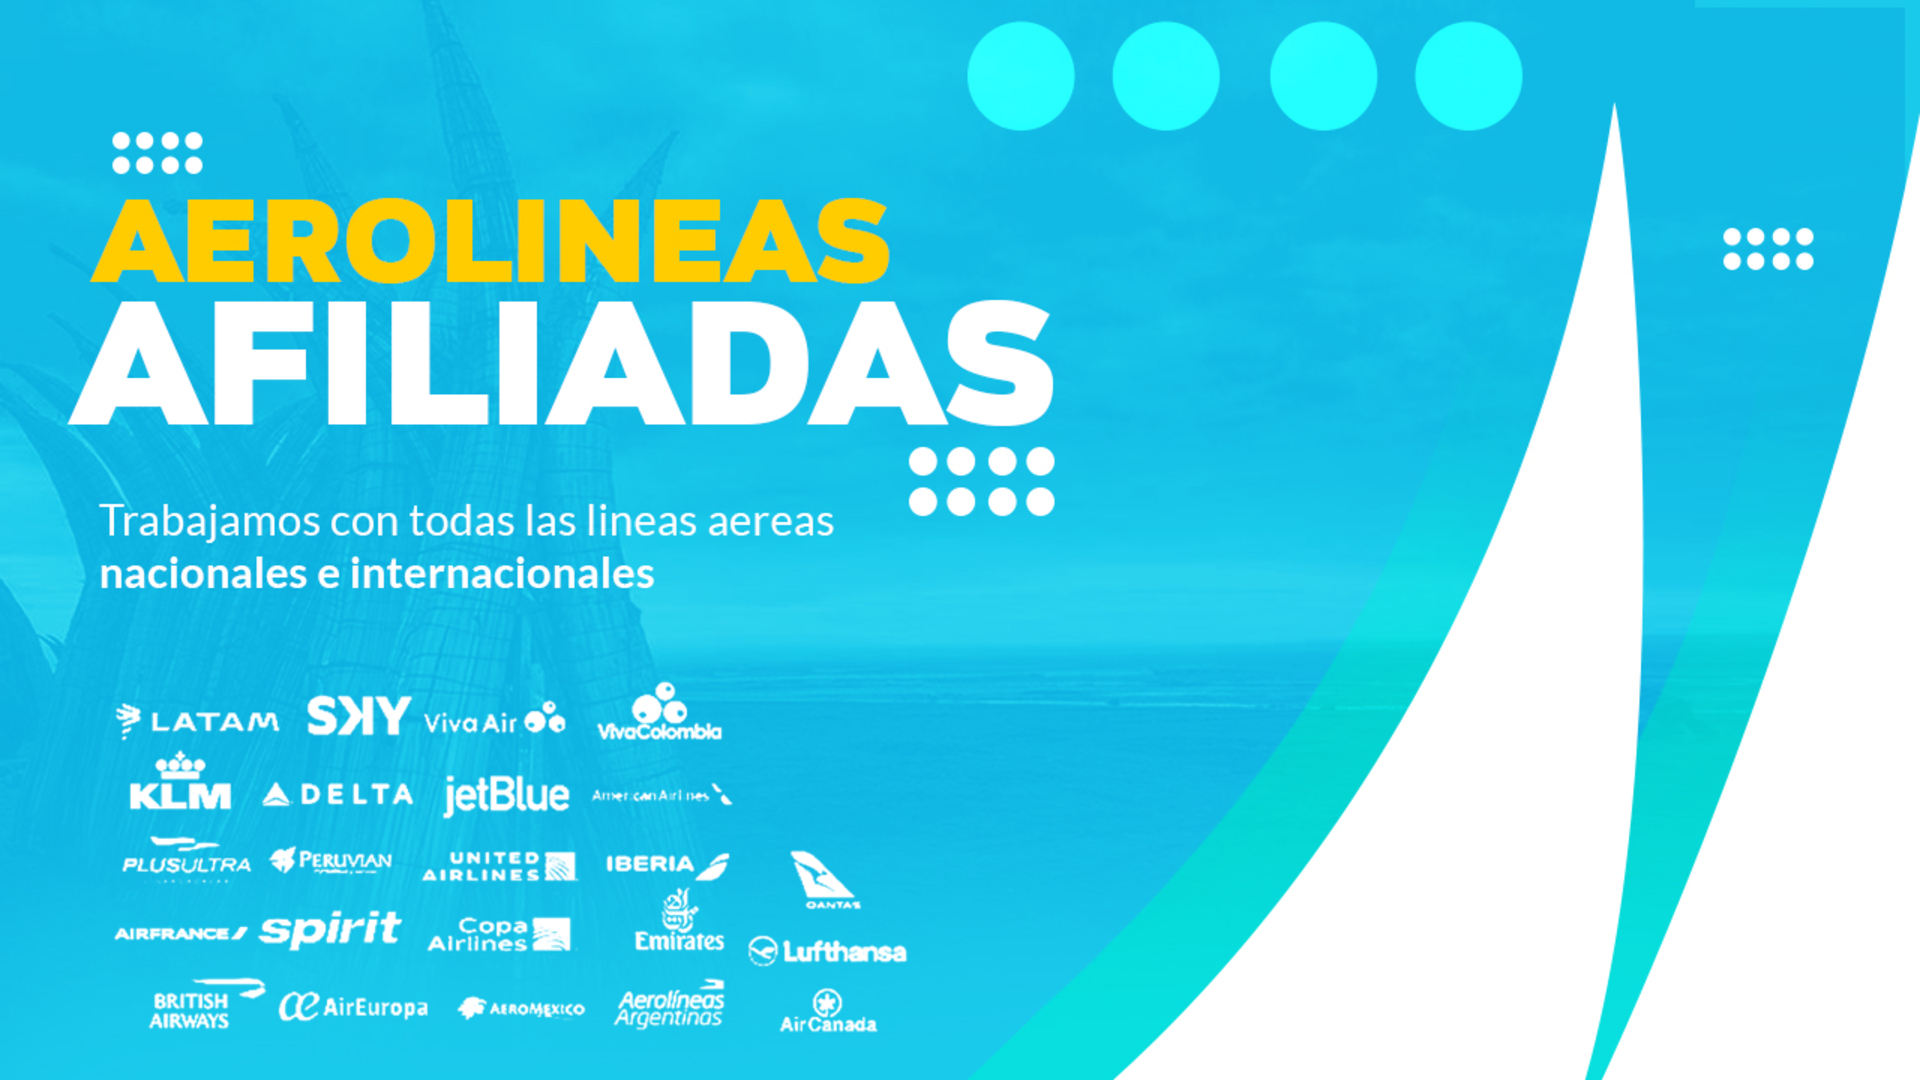 AEROLINEAS
AFILIADAS
Trabajamos con todas las lineas aereas
nacionales e internacionales
LATAM
SKY
Viva Air
VivaColombia
KLM
DELTA
jetBlue
American Airlines
PLUSULTRA
PERUVIAN
UNITED
AIRLINES
IBERIA
QANTAS
AIRFRANCE
spirit
Copa
Airlines
Emirates
Lufthansa
BRITISH
AIRWAYS
AirEuropa
AEROMEXICO
Aerolíneas
Argentinas
Air Canada